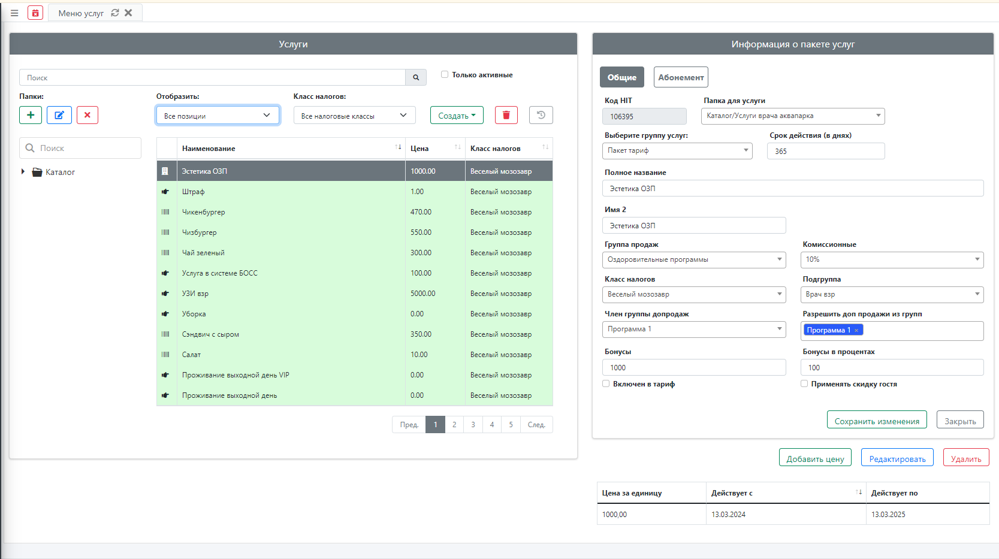 Меню услуг
Услуги
Поиск
Только активные
Папки:
Отобразить:
Класс налогов:
Все позиции
Все налоговые классы
Создать
Поиск
Каталог
Наименование
Цена
Класс налогов
Эстетика ОЗП 1000.00 Веселый мозозавр
Штраф 1.00 Веселый мозозавр
Чикенбургер 470.00 Веселый мозозавр
Чизбургер 550.00 Веселый мозозавр
Чай зеленый 300.00 Веселый мозозавр
Услуга в системе БОСС 100.00 Веселый мозозавр
УЗИ взр 5000.00 Веселый мозозавр
Уборка 0.00 Веселый мозозавр
Сэндвич с сыром 350.00 Веселый мозозавр
Салат 10.00 Веселый мозозавр
Проживание выходной день VIP 0.00 Веселый мозозавр
Проживание выходной день 0.00 Веселый мозозавр
Пред. 1 2 3 4 5 След.
Информация о пакете услуг
Общие
Абонемент
Код HIT
Папка для услуги
106395
Каталог/Услуги врача аквапарка
Выберите группу услуг:
Срок действия (в днях)
Пакет тариф
365
Полное название
Эстетика ОЗП
Имя 2
Эстетика ОЗП
Группа продаж
Комиссионные
Оздоровительные программы
10%
Класс налогов
Подгруппа
Веселый мозозавр
Врач взр
Член группы допродаж
Разрешить доп продажи из групп
Программа 1
Программа 1 ×
Бонусы
Бонусы в процентах
1000
100
Включен в тариф
Применять скидку гостя
Сохранить изменения
Закрыть
Добавить цену
Редактировать
Удалить
Цена за единицу
Действует с
Действует по
1000,00 13.03.2024 13.03.2025